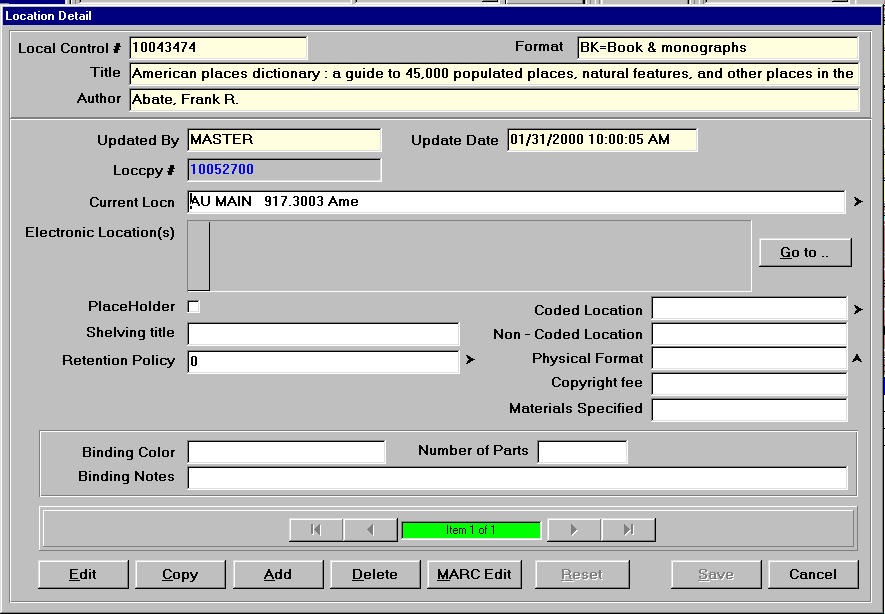 Location Detail
Local Control # 10043474 Format BK=Book & monographs
Title American places dictionary : a guide to 45,000 populated places, natural features, and other places in the
Author Abate, Frank R.
Updated By MASTER Update Date 01/31/2000 10:00:05 AM
Loccpy # 10052700
Current Locn AU MAIN 917.3003 Ame
Electronic Location(s)
Go to ..
PlaceHolder
Coded Location
Shelving title
Non - Coded Location
Retention Policy 0
Physical Format
Copyright fee
Materials Specified
Binding Color Number of Parts
Binding Notes
Item 1 of 1
Edit Copy Add Delete MARC Edit Reset Save Cancel